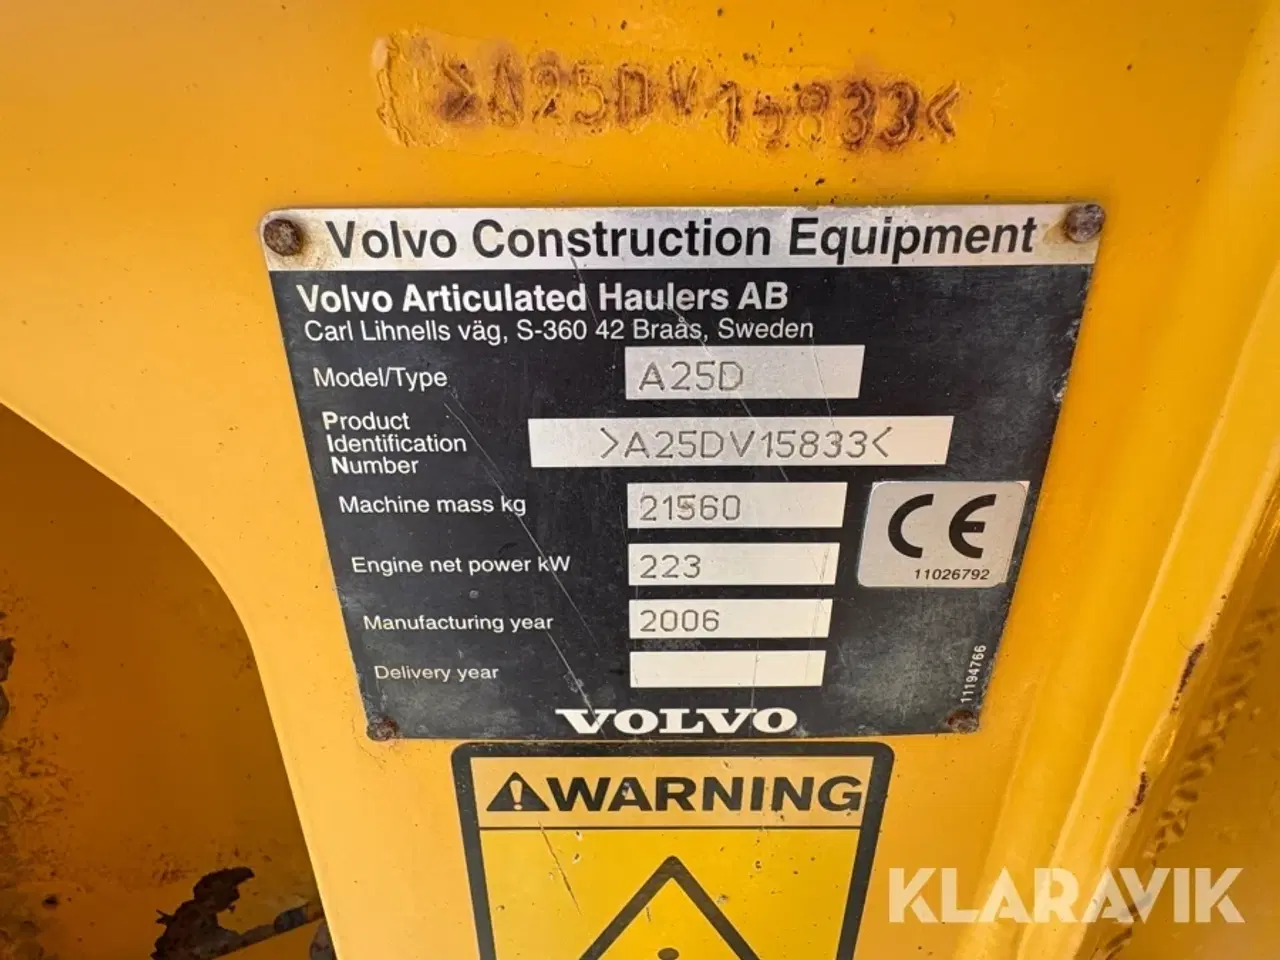 >A25DV15833<
Volvo Construction Equipment
Volvo Articulated Haulers AB
Carl Lihnells väg, S-360 42 Braås, Sweden
Model/Type A25D
Product
Identification >A25DV15833<
Number
Machine mass kg 21560
CE
Engine net power kW 223
11026792
Manufacturing year 2006
Delivery year
11194766
VOLVO
WARNING
KLARAVIK